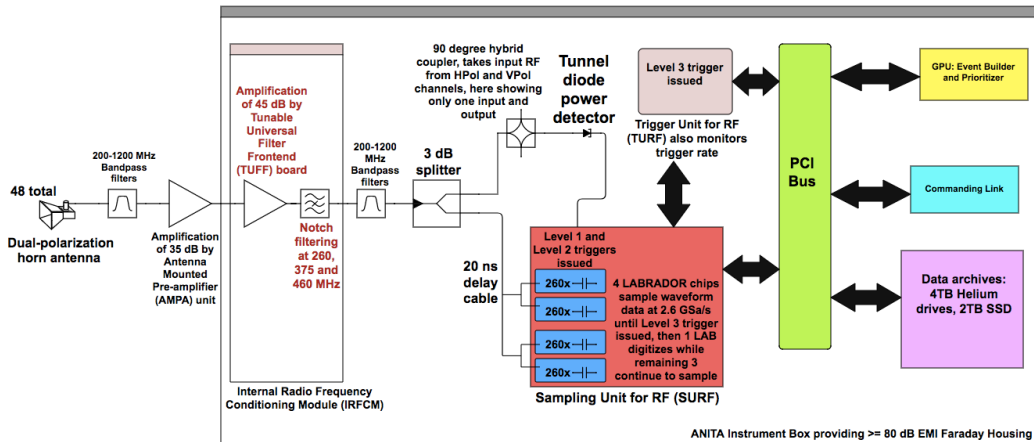 48 total
Dual-polarization
horn antenna
200-1200 MHz
Bandpass
filters
Amplification
of 35 dB by
Antenna
Mounted
Pre-amplifier
(AMPA) unit
Amplification
of 45 dB by
Tunable
Universal
Filter
Frontend
(TUFF) board
Notch
filtering
at 260,
375 and
460 MHz
Internal Radio Frequency
Conditioning Module (IRFCM)
200-1200
MHz
Bandpass
filters
3 dB
splitter
90 degree hybrid
coupler, takes input RF
from HPol and VPol
channels, here showing
only one input and
output
Tunnel
diode
power
detector
20 ns
delay
cable
Level 1 and
Level 2 triggers
issued
260x
260x
260x
260x
4 LABRADOR chips
sample waveform
data at 2.6 GSa/s
until Level 3 trigger
issued, then 1 LAB
digitizes while
remaining 3
continue to sample
Sampling Unit for RF (SURF)
Level 3 trigger
issued
Trigger Unit for RF
(TURF) also monitors
trigger rate
PCI
Bus
GPU: Event Builder
and Prioritizer
Commanding Link
Data archives:
4TB Helium
drives, 2TB SSD
ANITA Instrument Box providing >= 80 dB EMI Faraday Housing